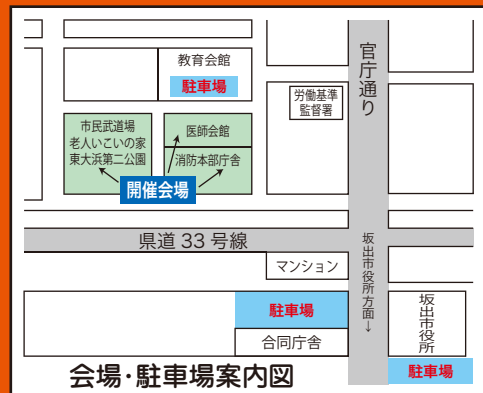 教育会館
駐車場
官庁通り
労働基準
監督署
市民武道場
老人いこいの家
東大浜第二公園
医師会館
消防本部庁舎
開催会場
県道33号線
坂出市役所方面→
マンション
駐車場
合同庁舎
坂出市役所
駐車場
会場・駐車場案内図